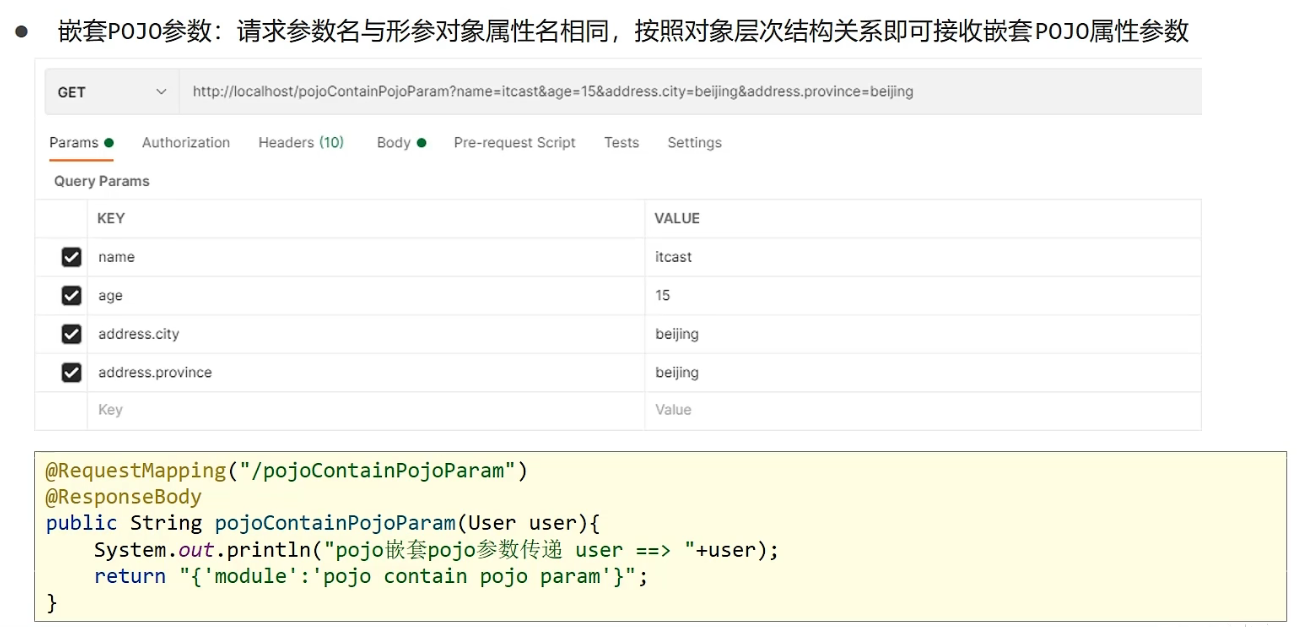 ● 嵌套POJO参数：请求参数名与形参对象属性名相同，按照对象层次结构关系即可接收嵌套POJO属性参数
GET http://localhost/pojoContainPojoParam?name=itcast&age=15&address.city=beijing&address.province=beijing
Params Authorization Headers (10) Body Pre-request Script Tests Settings
Query Params
KEY VALUE
name itcast
age 15
address.city beijing
address.province beijing
Key Value
@RequestMapping("/pojoContainPojoParam")
@ResponseBody
public String pojoContainPojoParam(User user){
    System.out.println("pojo嵌套pojo参数传递 user ==> "+user);
    return "{'module':'pojo contain pojo param'}";
}